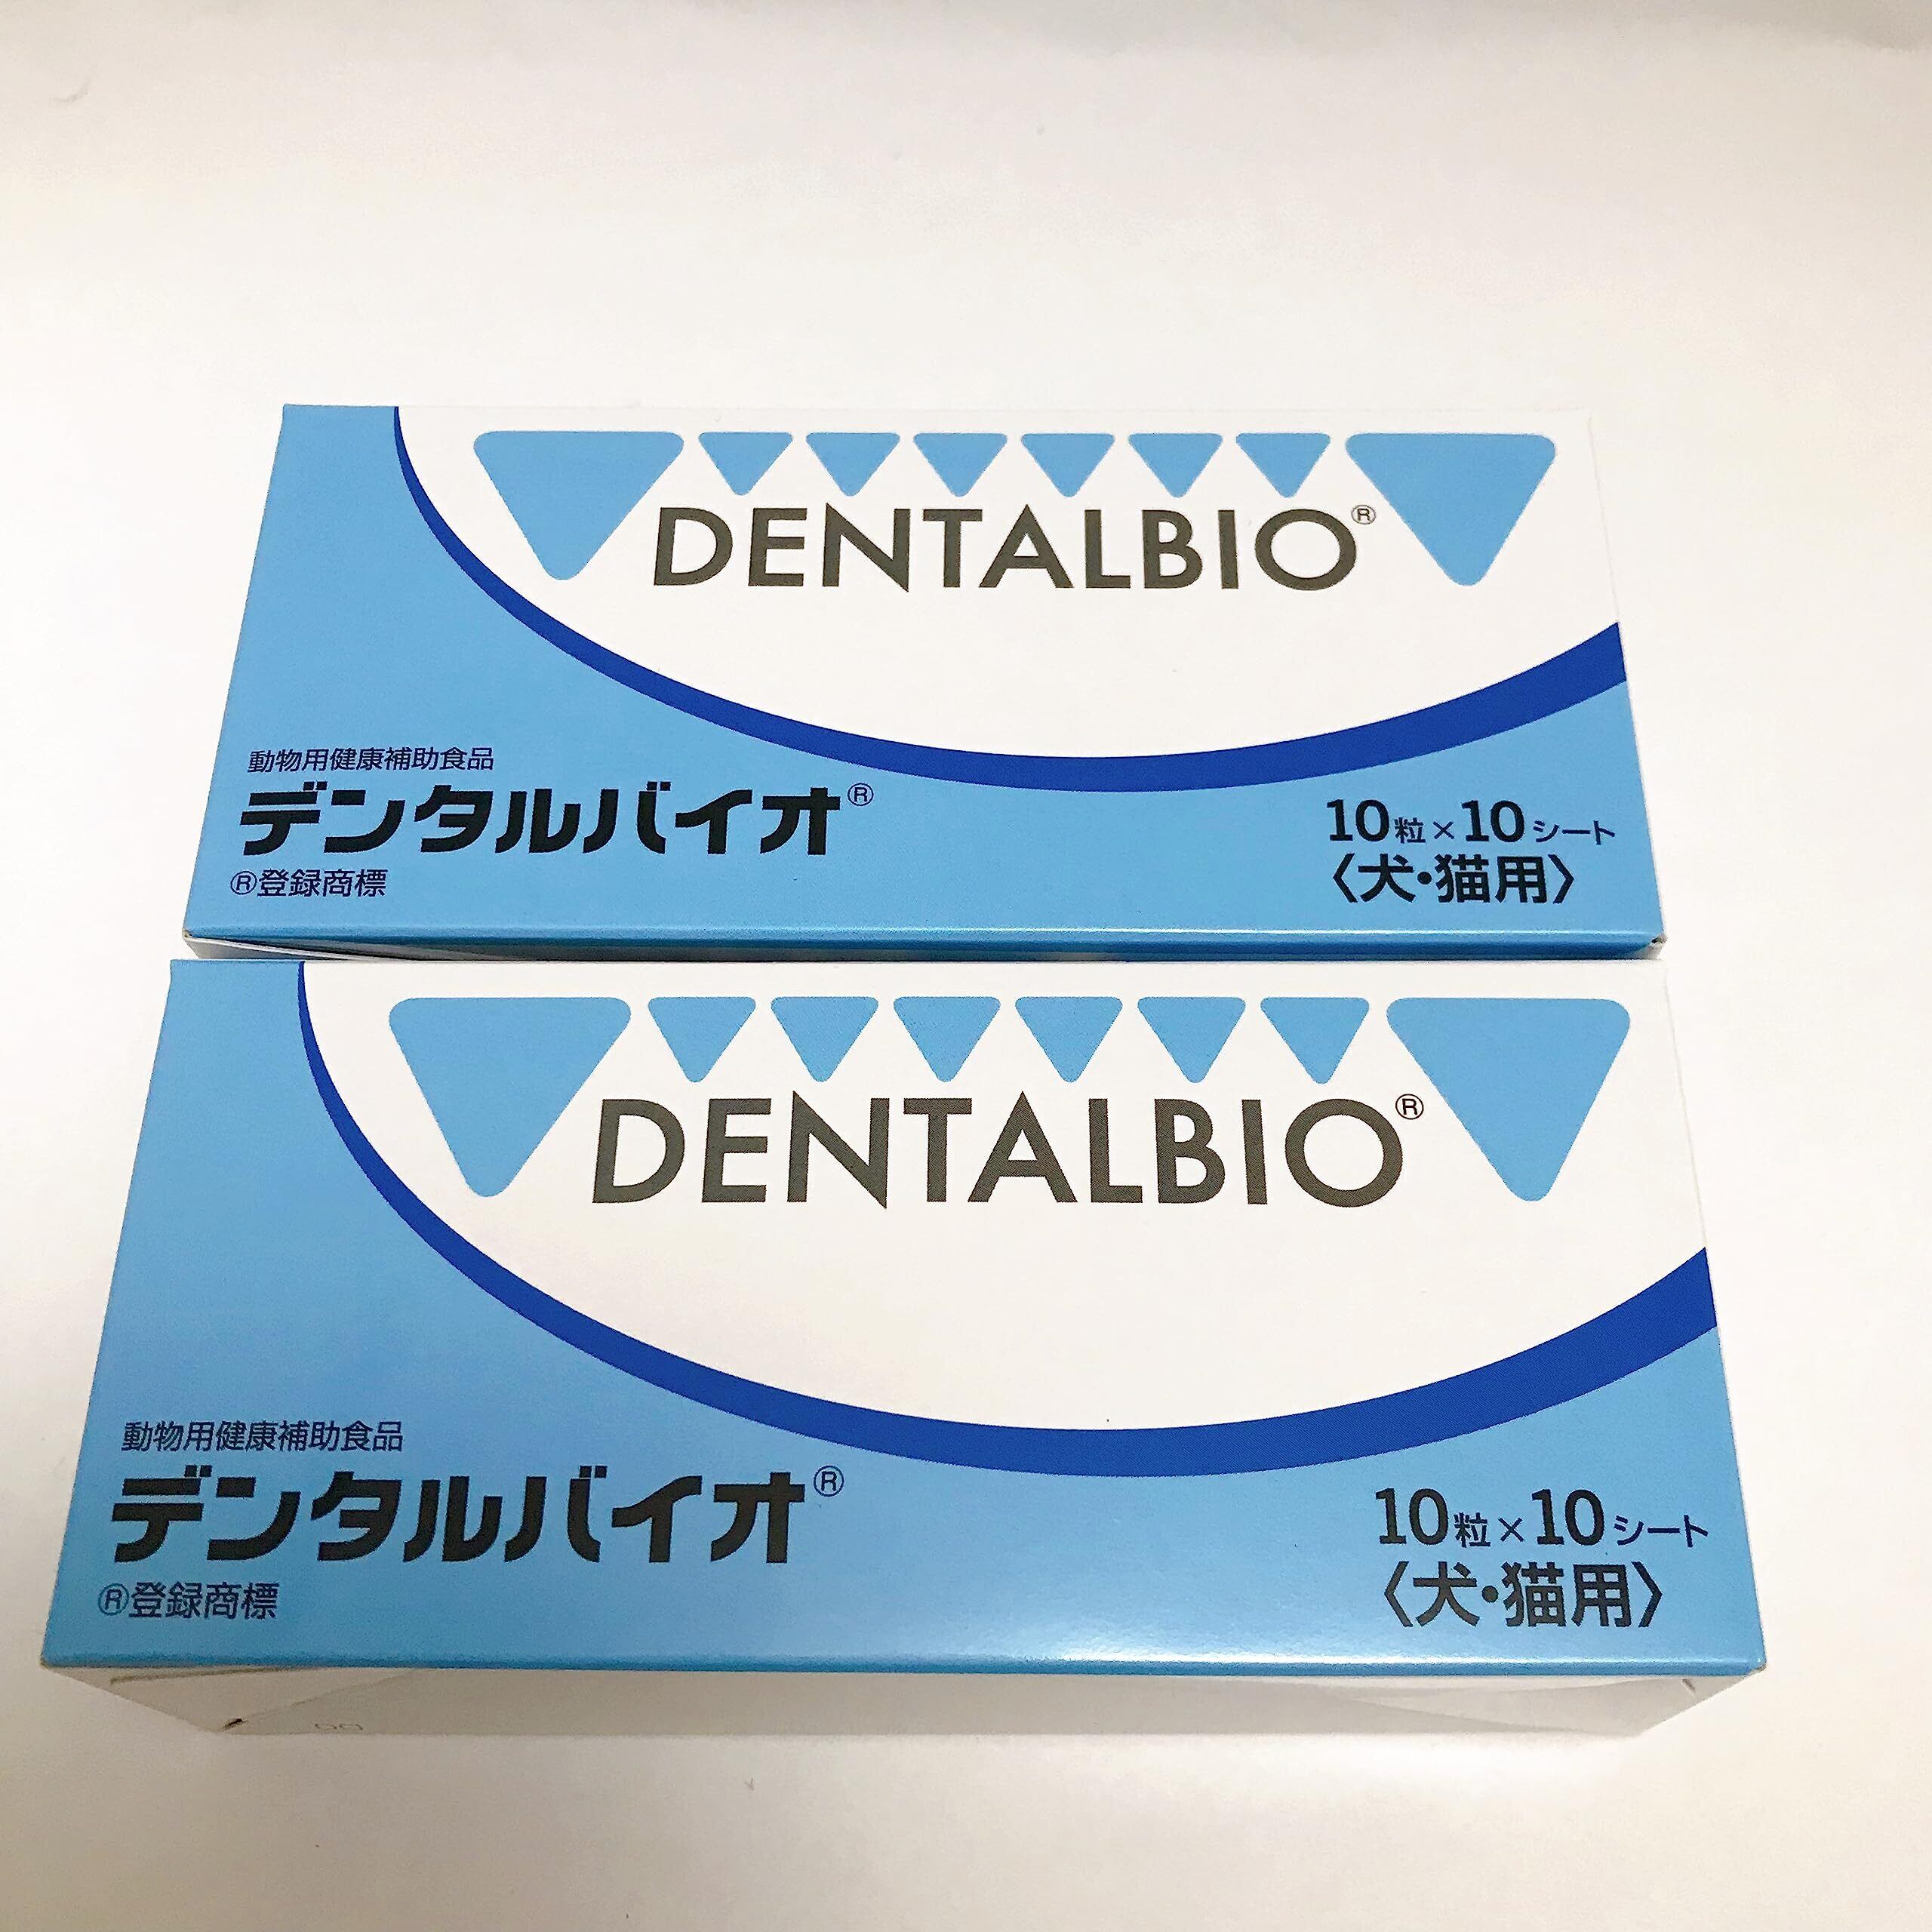 DENTALBIO®
動物用健康補助食品
デンタルバイオ®
®登録商標
10粒×10シート
〈犬・猫用〉
DENTALBIO®
動物用健康補助食品
デンタルバイオ®
®登録商標
10粒×10シート
〈犬・猫用〉